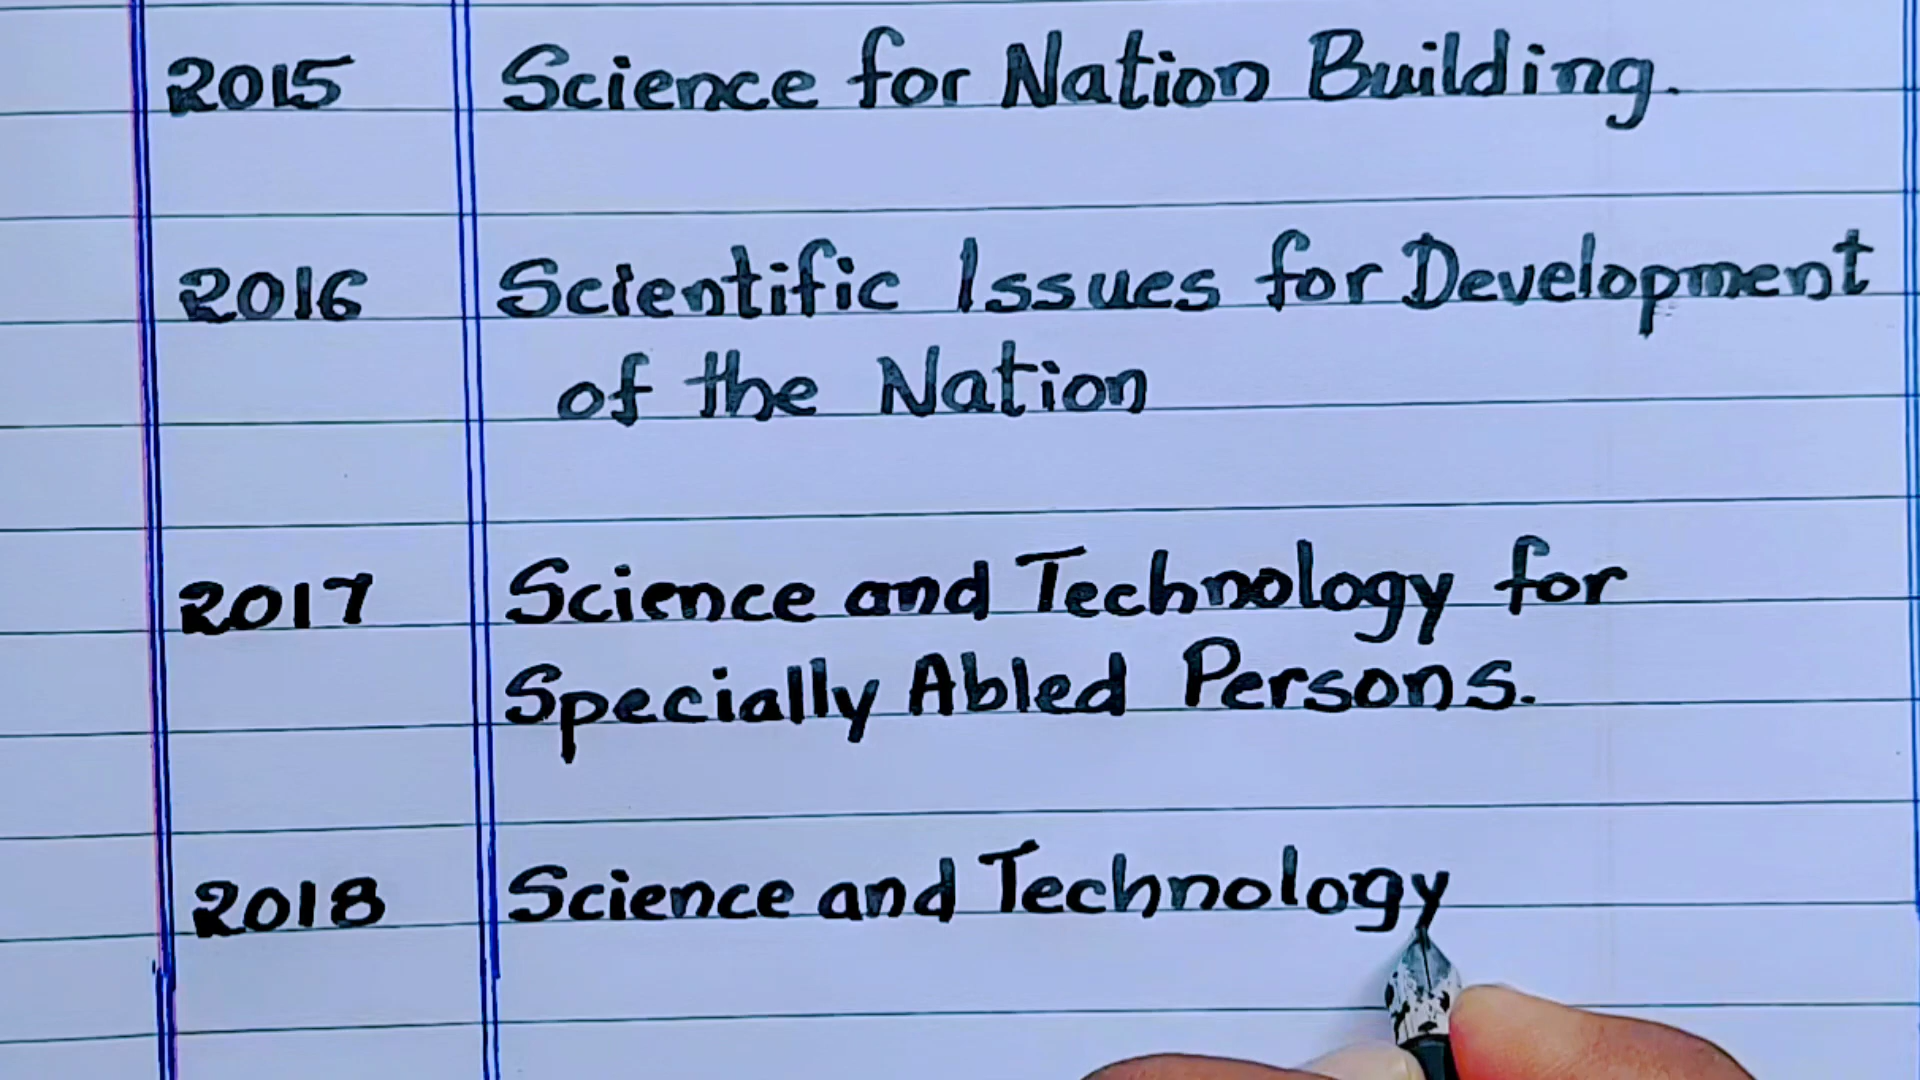 2015 Science for Nation Building.
2016 Scientific Issues for Development
of the Nation
2017 Science and Technology for
Specially Abled Persons.
2018 Science and Technology